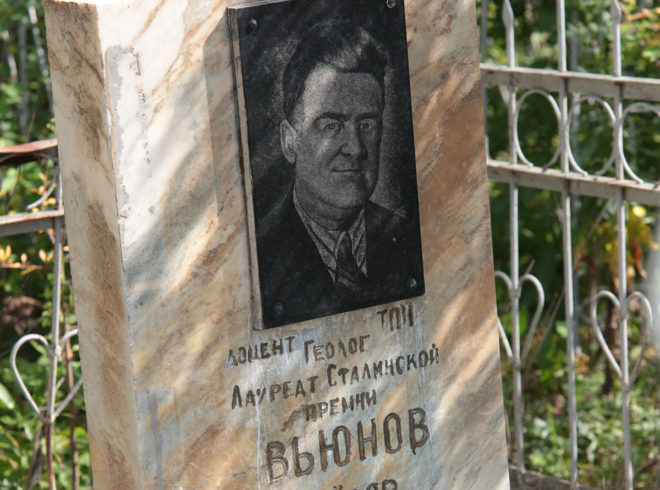 ДОЦЕНТ ГЕОЛОГ ТПИ
ЛАУРЕАТ СТАЛИНСКОЙ
ПРЕМИИ
ВЬЮНОВ